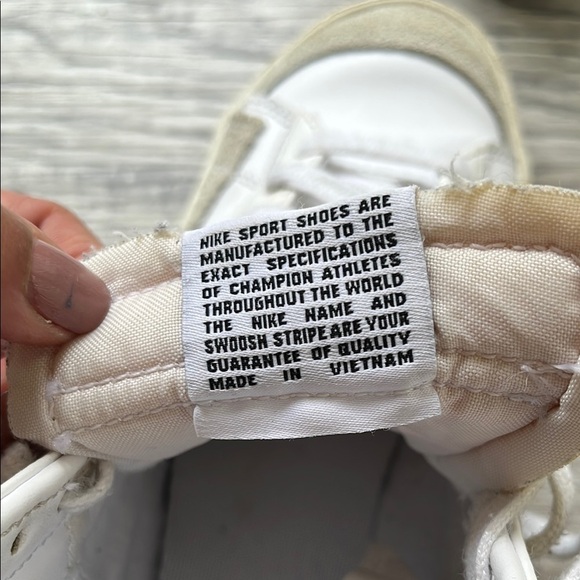 NIKE SPORT SHOES ARE
MANUFACTURED TO THE
EXACT SPECIFICATIONS
OF CHAMPION ATHLETES
THROUGHOUT THE WORLD
THE NIKE NAME AND
SWOOSH STRIPE ARE YOUR
GUARANTEE OF QUALITY
MADE IN VIETNAM